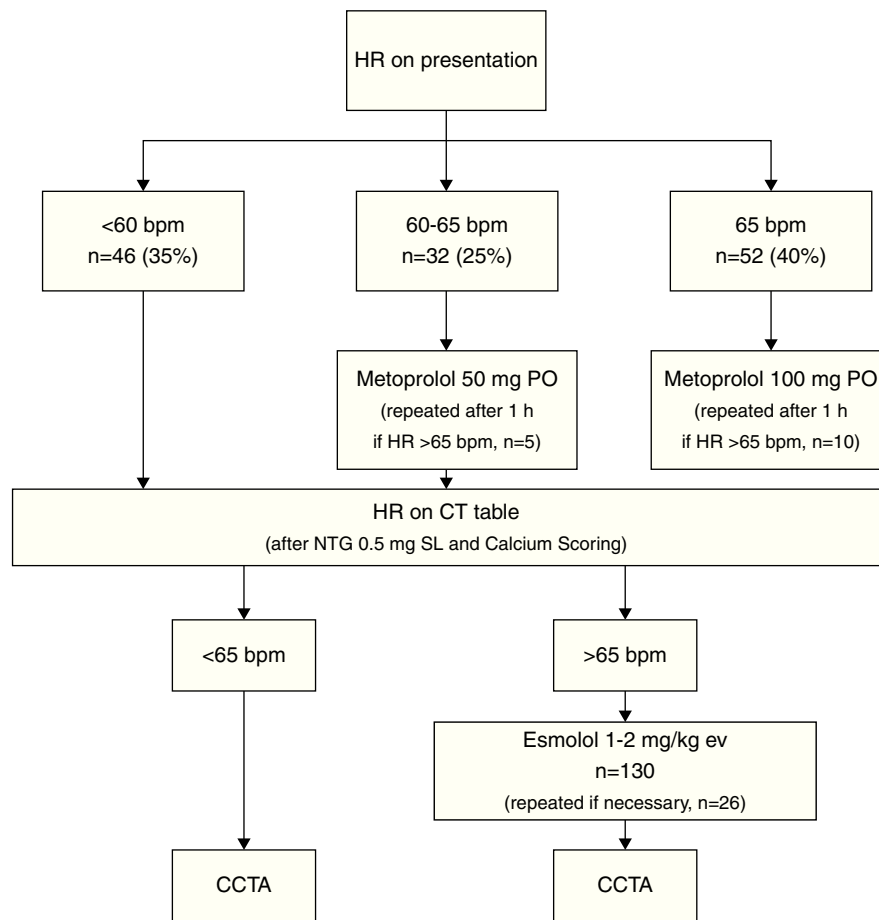 HR on presentation
<60 bpm
n=46 (35%)
60-65 bpm
n=32 (25%)
65 bpm
n=52 (40%)
Metoprolol 50 mg PO
(repeated after 1 h
if HR >65 bpm, n=5)
Metoprolol 100 mg PO
(repeated after 1 h
if HR >65 bpm, n=10)
HR on CT table
(after NTG 0.5 mg SL and Calcium Scoring)
<65 bpm
>65 bpm
Esmolol 1-2 mg/kg ev
n=130
(repeated if necessary, n=26)
CCTA
CCTA